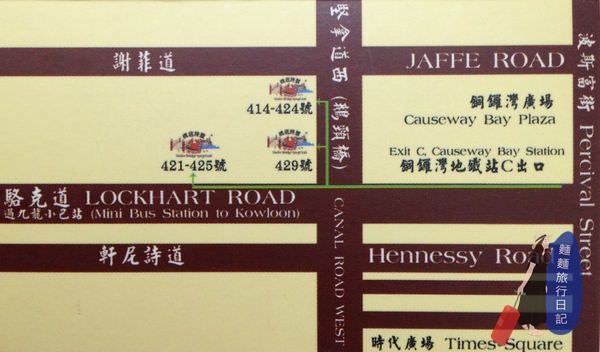 堅拿道西 (鵝頸橋)
CANAL ROAD WEST
波斯富街 Percival Street
謝菲道
JAFFE ROAD
414-424號
銅鑼灣廣場
Causeway Bay Plaza
421-425號
429號
Exit C, Causeway Bay Station
銅鑼灣地鐵站C出口
駱克道 LOCKHART ROAD
過九龍小巴站 (Mini Bus Station to Kowloon)
軒尼詩道
Hennessy Road
時代廣場 Times Square
麵麵旅行日記